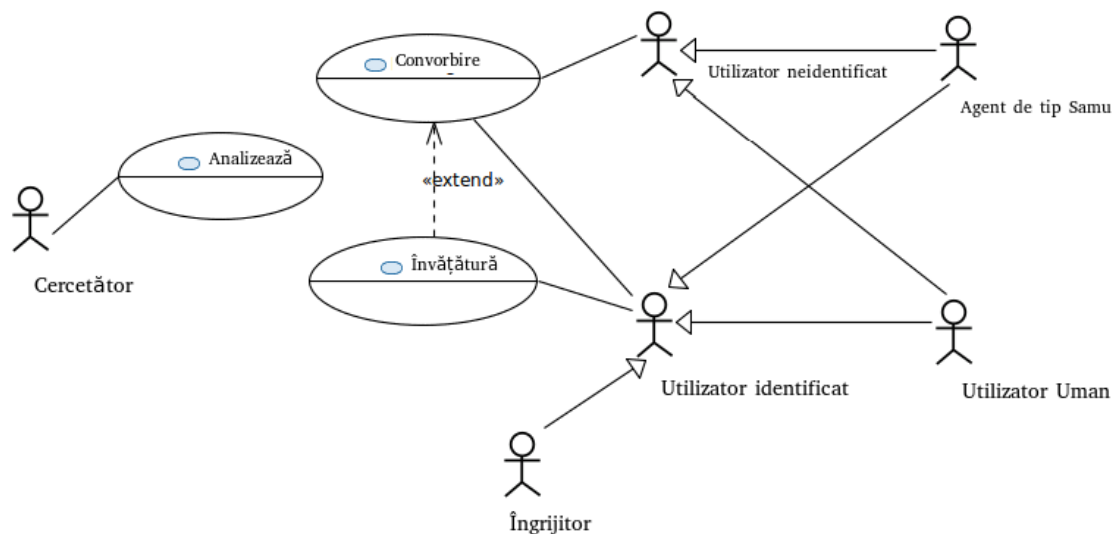 Convorbire
Utilizator neidentificat
Agent de tip Samu
Analizează
«extend»
Cercetător
Învățătură
Utilizator identificat
Utilizator Uman
Îngrijitor